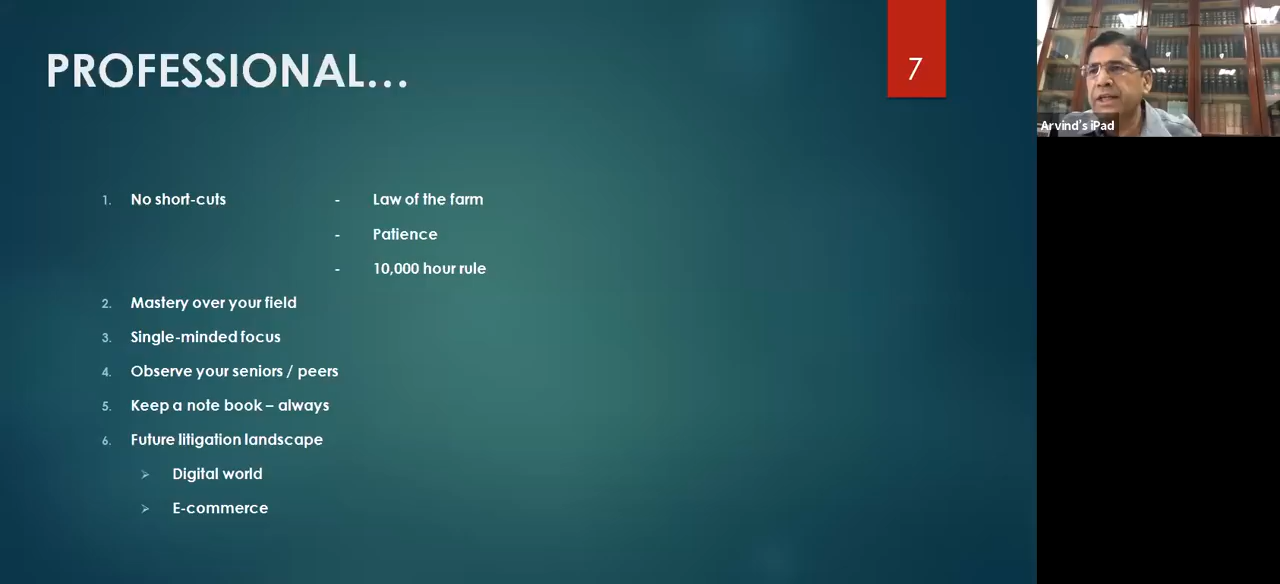 PROFESSIONAL...
7
Arvind's iPad
1. No short-cuts - Law of the farm
- Patience
- 10,000 hour rule
2. Mastery over your field
3. Single-minded focus
4. Observe your seniors / peers
5. Keep a note book – always
6. Future litigation landscape
➢ Digital world
➢ E-commerce